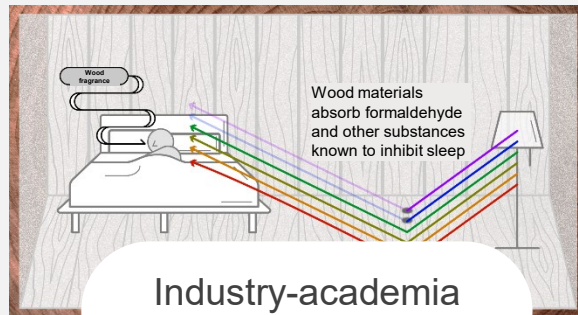 Wood
fragrance
Wood materials
absorb formaldehyde
and other substances
known to inhibit sleep
Industry-academia